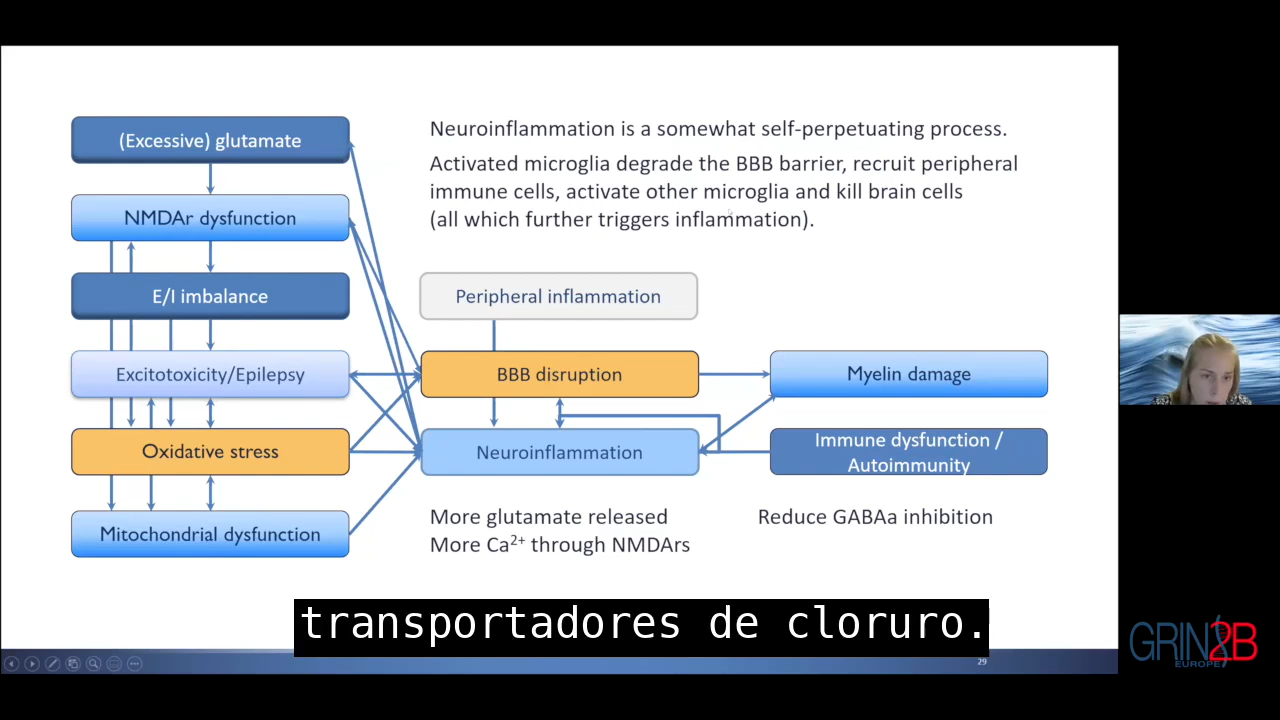 (Excessive) glutamate
NMDAr dysfunction
E/I imbalance
Excitotoxicity/Epilepsy
Oxidative stress
Mitochondrial dysfunction
Neuroinflammation is a somewhat self-perpetuating process.
Activated microglia degrade the BBB barrier, recruit peripheral
immune cells, activate other microglia and kill brain cells
(all which further triggers inflammation).
Peripheral inflammation
BBB disruption
Neuroinflammation
Myelin damage
Immune dysfunction /
Autoimmunity
More glutamate released
More Ca²⁺ through NMDARs
Reduce GABAa inhibition
transportadores de cloruro.
29
GRIN2B
EUROPE